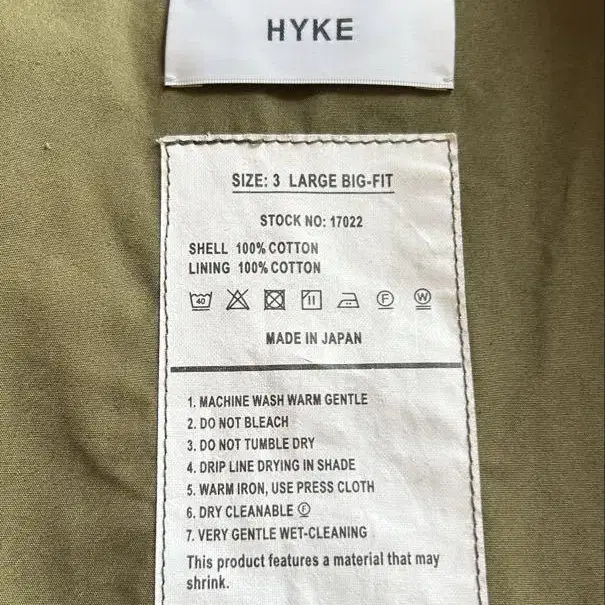 HYKE
SIZE: 3 LARGE BIG-FIT
STOCK NO: 17022
SHELL 100% COTTON
LINING 100% COTTON
40 F W
MADE IN JAPAN
1. MACHINE WASH WARM GENTLE
2. DO NOT BLEACH
3. DO NOT TUMBLE DRY
4. DRIP LINE DRYING IN SHADE
5. WARM IRON, USE PRESS CLOTH
6. DRY CLEANABLE Ⓕ
7. VERY GENTLE WET-CLEANING
This product features a material that may
shrink.